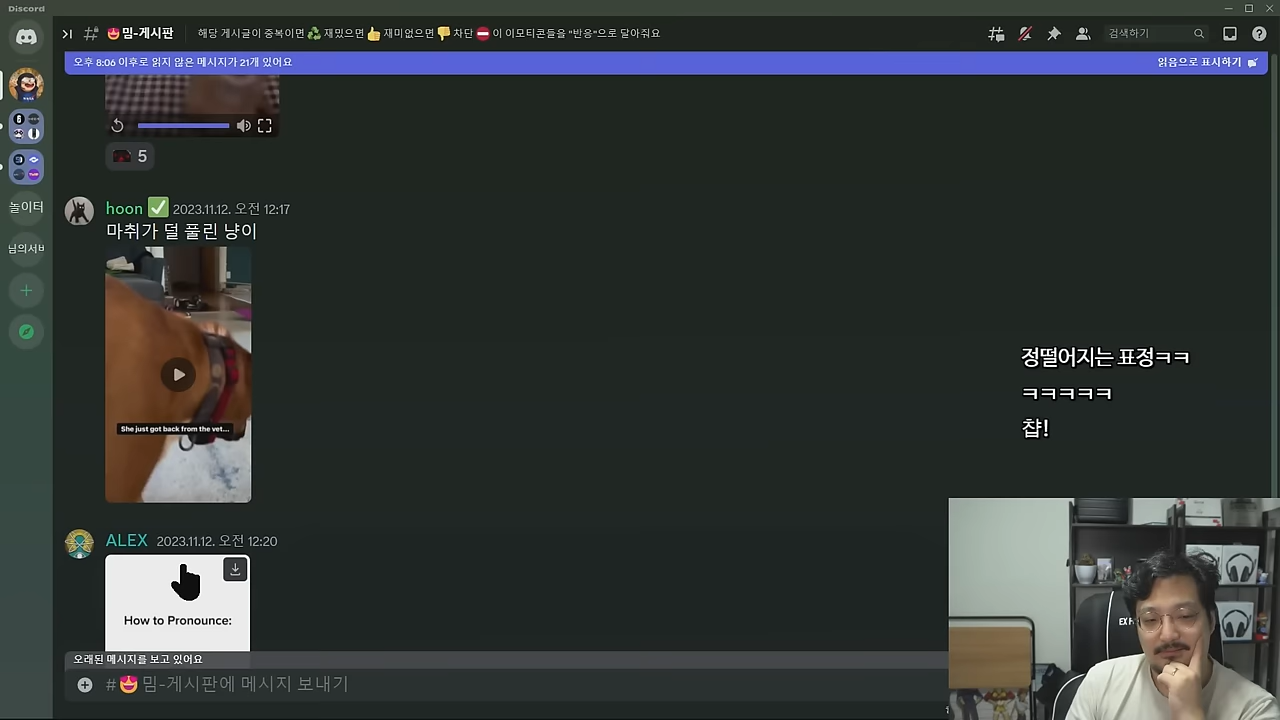 Discord
밈-게시판
해당 게시글이 중복이면 ♻️ 재밌으면 👍 재미없으면 👎 차단 ⛔ 이 이모티콘들을 "반응"으로 달아줘요
검색하기
오후 8:06 이후로 읽지 않은 메시지가 21개 있어요
읽음으로 표시하기
5
놀이터
님의서버
hoon ✅ 2023.11.12. 오전 12:17
마취가 덜 풀린 냥이
She just got back from the vet...
정떨어지는 표정ㅋㅋ
ㅋㅋㅋㅋㅋ
챱!
ALEX 2023.11.12. 오전 12:20
How to Pronounce:
오래된 메시지를 보고 있어요
#😍밈-게시판에 메시지 보내기